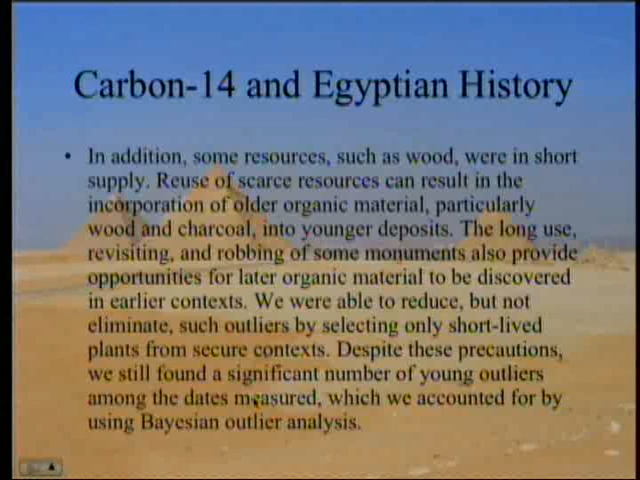 Carbon-14 and Egyptian History
• In addition, some resources, such as wood, were in short
supply. Reuse of scarce resources can result in the
incorporation of older organic material, particularly
wood and charcoal, into younger deposits. The long use,
revisiting, and robbing of some monuments also provide
opportunities for later organic material to be discovered
in earlier contexts. We were able to reduce, but not
eliminate, such outliers by selecting only short-lived
plants from secure contexts. Despite these precautions,
we still found a significant number of young outliers
among the dates measured, which we accounted for by
using Bayesian outlier analysis.